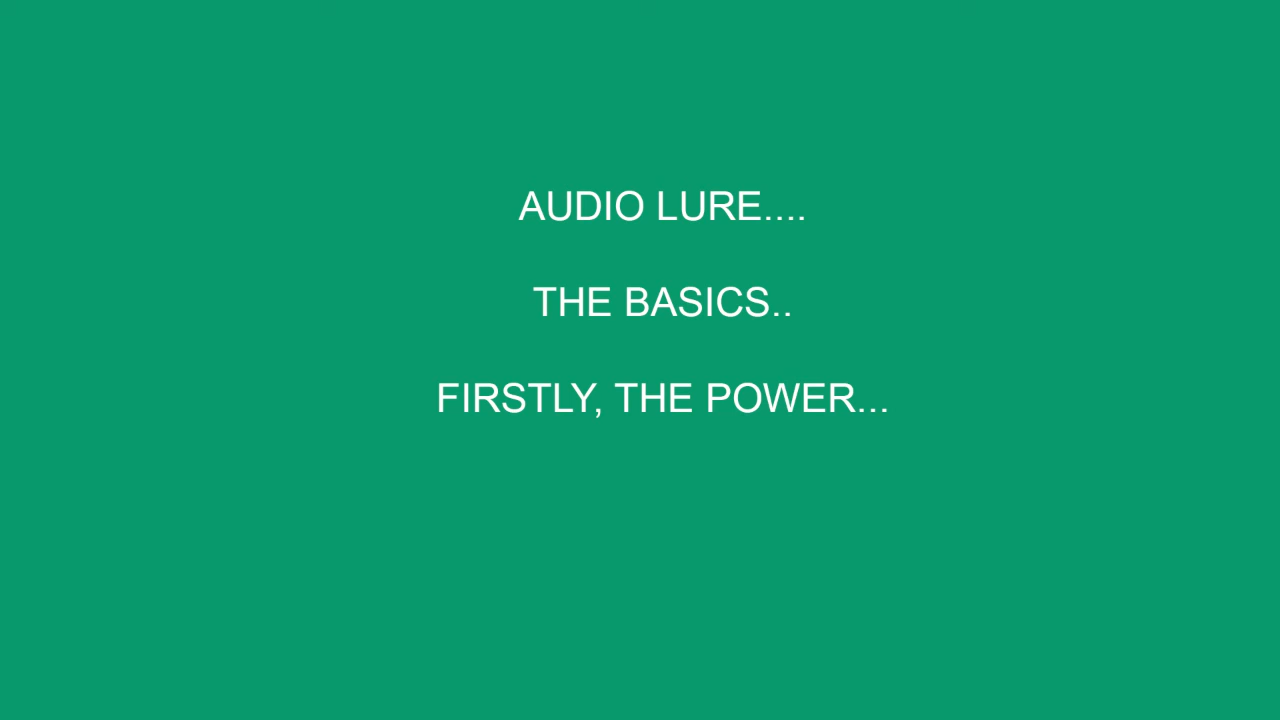 AUDIO LURE....
THE BASICS..
FIRSTLY, THE POWER...